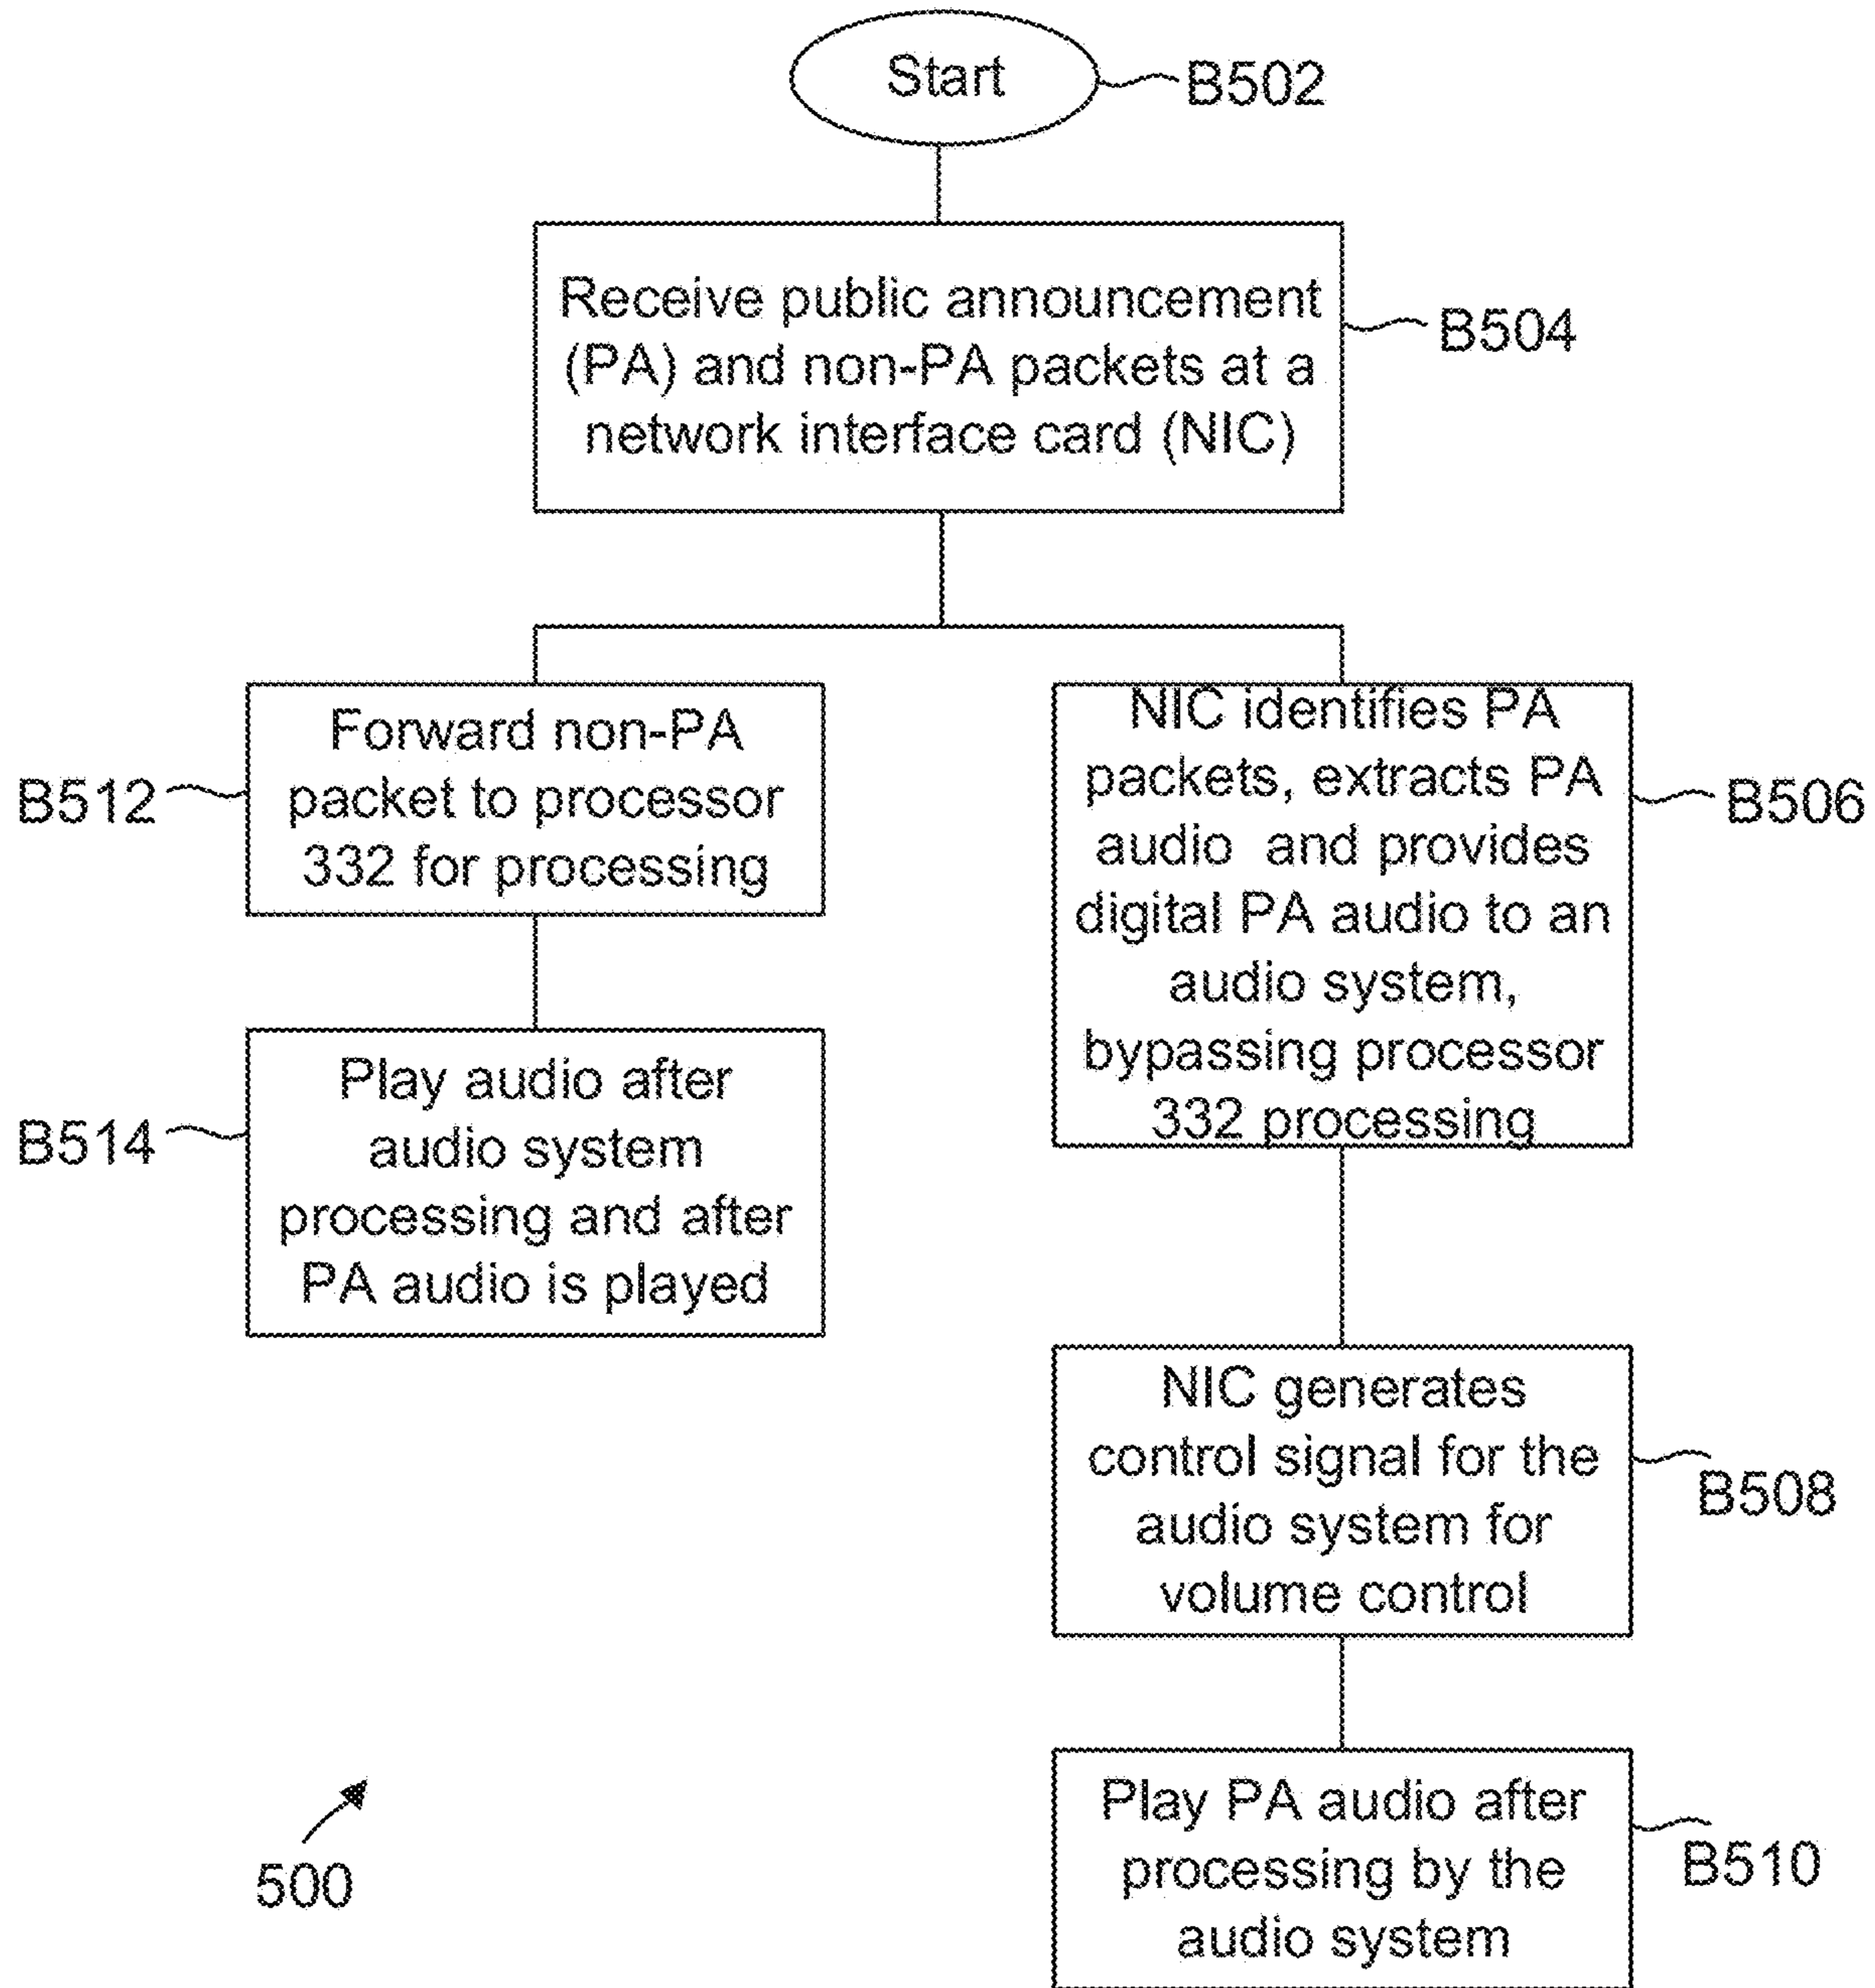 Start
B502
Receive public announcement
(PA) and non-PA packets at a
network interface card (NIC)
B504
Forward non-PA
packet to processor
332 for processing
B512
NIC identifies PA
packets, extracts PA
audio and provides
digital PA audio to an
audio system,
bypassing processor
332 processing
B506
Play audio after
audio system
processing and after
PA audio is played
B514
NIC generates
control signal for the
audio system for
volume control
B508
Play PA audio after
processing by the
audio system
B510
500